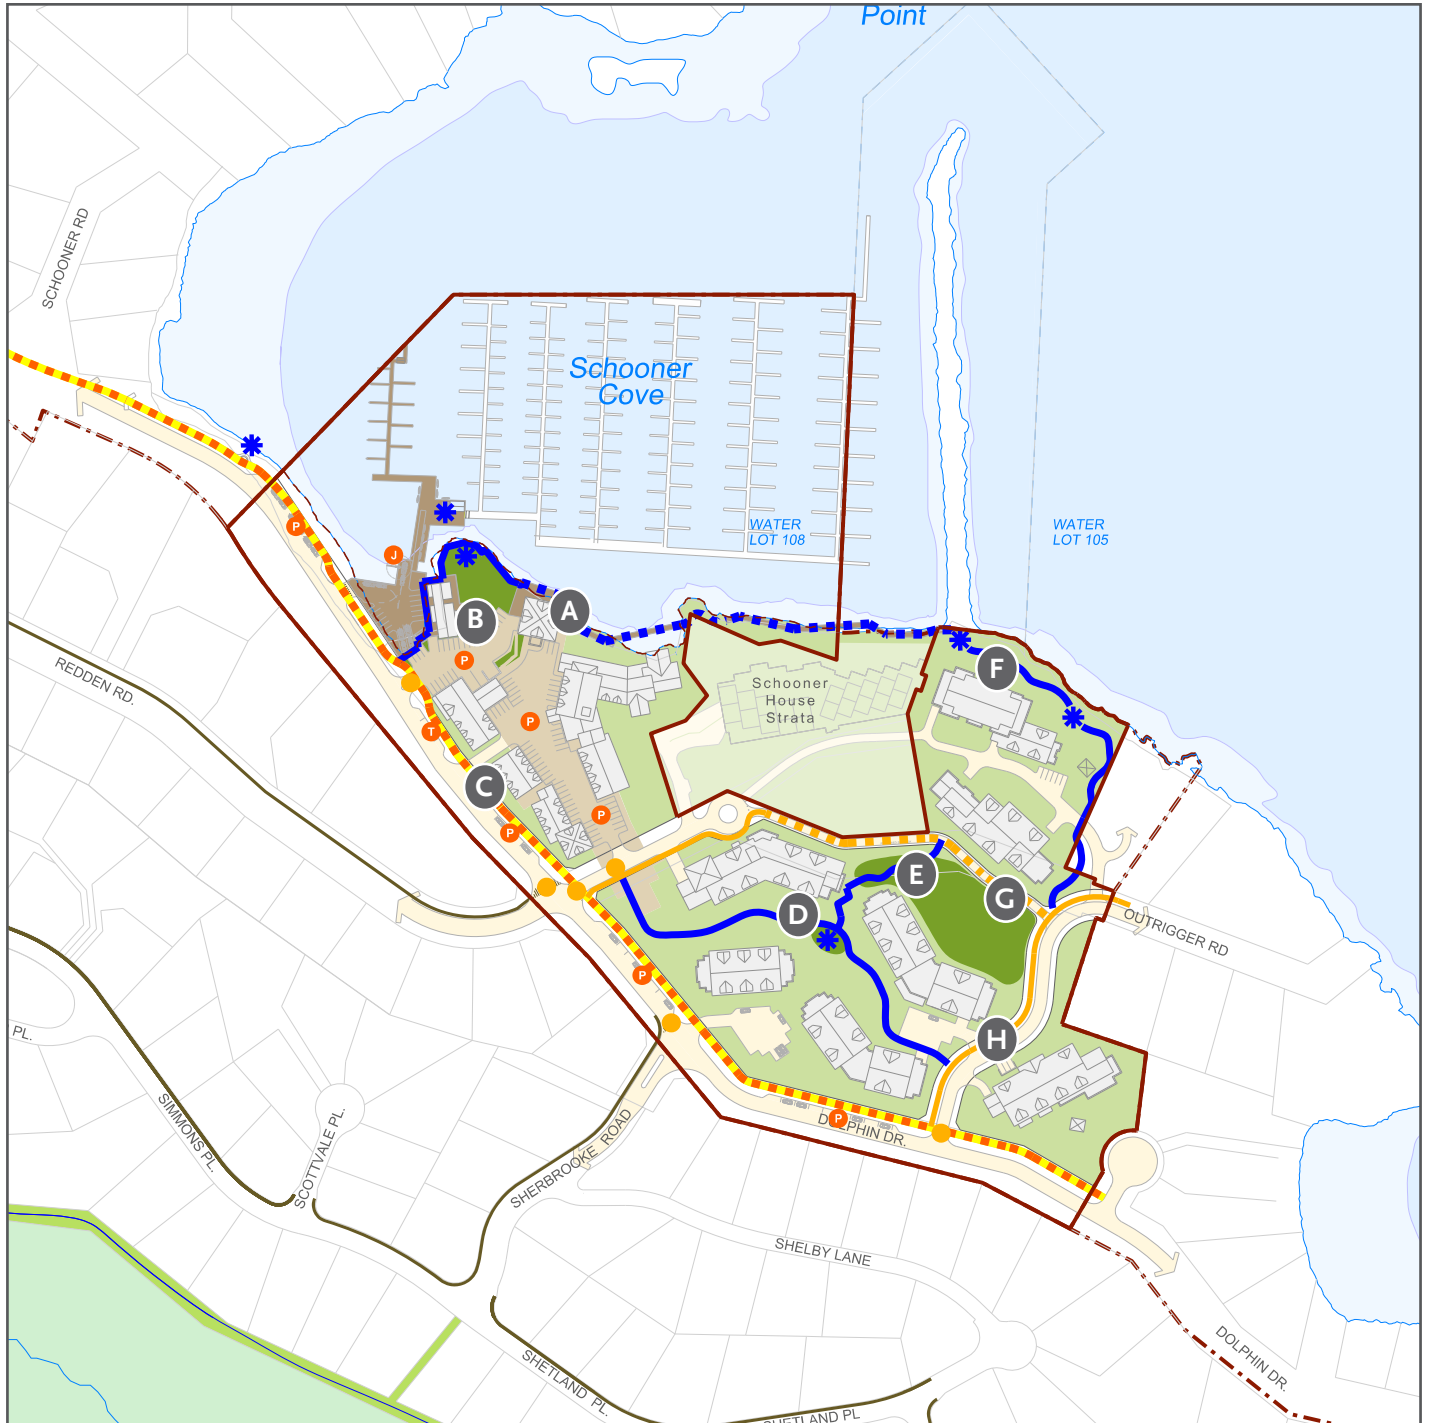 Point
SCHOONER RD
Schooner
Cove
WATER
LOT 108
WATER
LOT 105
P
J
A
B
P
F
REDDEN RD.
Schooner
House
Strata
T
P
C
P
P
E
G
D
OUTRIGGER RD
P
PL.
H
SIMMONS PL.
SCOTTVALE PL.
P
DOLPHIN DR.
SHERBROOKE ROAD
SHELBY LANE
DOLPHIN DR.
SHETLAND PL.
SHETLAND PL